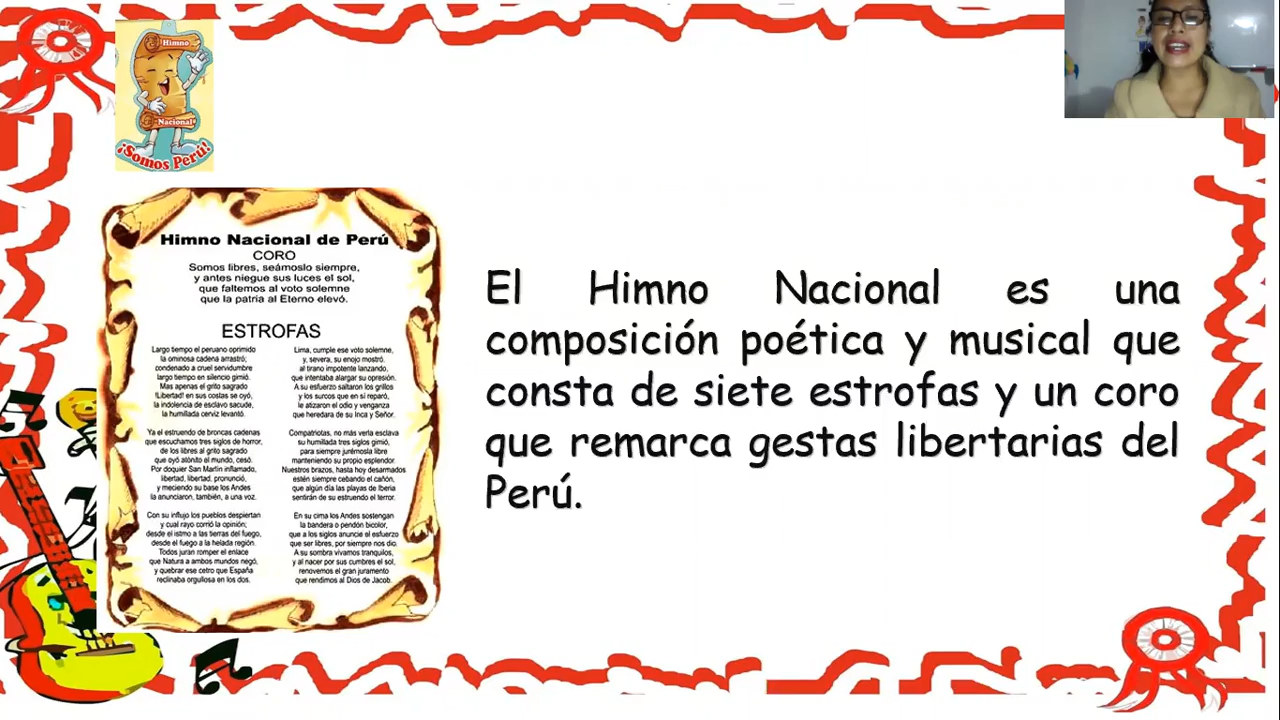 Himno
Nacional
¡Somos Perú!
Himno Nacional de Perú
CORO
Somos libres, seámoslo siempre,
y antes niegue sus luces el sol,
que faltemos al voto solemne
que la patria al Eterno elevó.
ESTROFAS
Largo tiempo el peruano oprimido
la ominosa cadena arrastró;
condenado a cruel servidumbre
largo tiempo en silencio gimió.
Mas apenas el grito sagrado
!Libertad! en sus costas se oyó,
la indolencia de esclavo sacude,
la humillada cerviz levantó.
Ya el estruendo de broncas cadenas
que escuchamos tres siglos de horror,
de los libres al grito sagrado
que oyó atónito el mundo, cesó.
Por doquier San Martín inflamado,
libertad, libertad, pronunció,
y meciendo su base los Andes
la anunciaron, también, a una voz.
Con su influjo los pueblos despiertan
y cual rayo corrió la opinión;
desde el istmo a las tierras del fuego,
desde el fuego a la helada región.
Todos juran romper el enlace
que Natura a ambos mundos negó,
y quebrar ese cetro que España
reclinaba orgullosa en los dos.
Lima, cumple ese voto solemne,
y, severa, su enojo mostró.
al tirano impotente lanzando,
que intentaba alargar su opresión.
A su esfuerzo saltaron los grillos
y los surcos que en sí reparó,
le atizaron el odio y venganza
que heredara de su Inca y Señor.
Compatriotas, no más verla esclava
su humillada tres siglos gimió,
para siempre jurémosla libre
manteniendo su propio esplendor.
Nuestros brazos, hasta hoy desarmados
estén siempre cebando el cañón,
que algún día las playas de Iberia
sentirán de su estruendo el terror.
En su cima los Andes sostengan
la bandera o pendón bicolor,
que a los siglos anuncie el esfuerzo
que ser libres, por siempre nos dio.
A su sombra vivamos tranquilos,
y al nacer por sus cumbres el sol,
renovemos el gran juramento
que rendimos al Dios de Jacob.
El Himno Nacional es una
composición poética y musical que
consta de siete estrofas y un coro
que remarca gestas libertarias del
Perú.